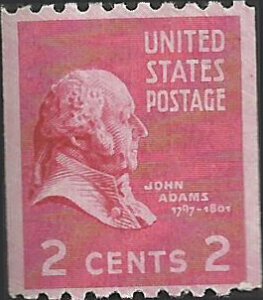 UNITED
STATES
POSTAGE
JOHN
ADAMS
1797-1801
2 CENTS 2